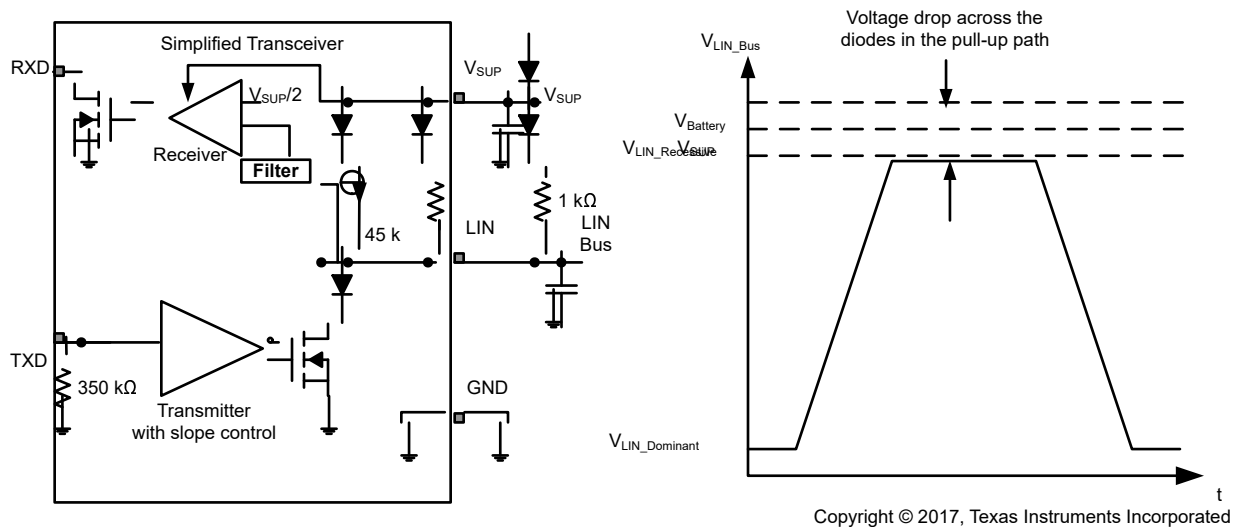 Simplified Transceiver
RXD
V_SUP
V_SUP/2
V_SUP
Receiver
Filter
1 kΩ
LIN
LIN
Bus
45 k
TXD
350 kΩ
GND
Transmitter
with slope control
Voltage drop across the
diodes in the pull-up path
V_LIN_Bus
V_Battery
V_SUP
V_LIN_Recessive
V_LIN_Dominant
t
Copyright © 2017, Texas Instruments Incorporated